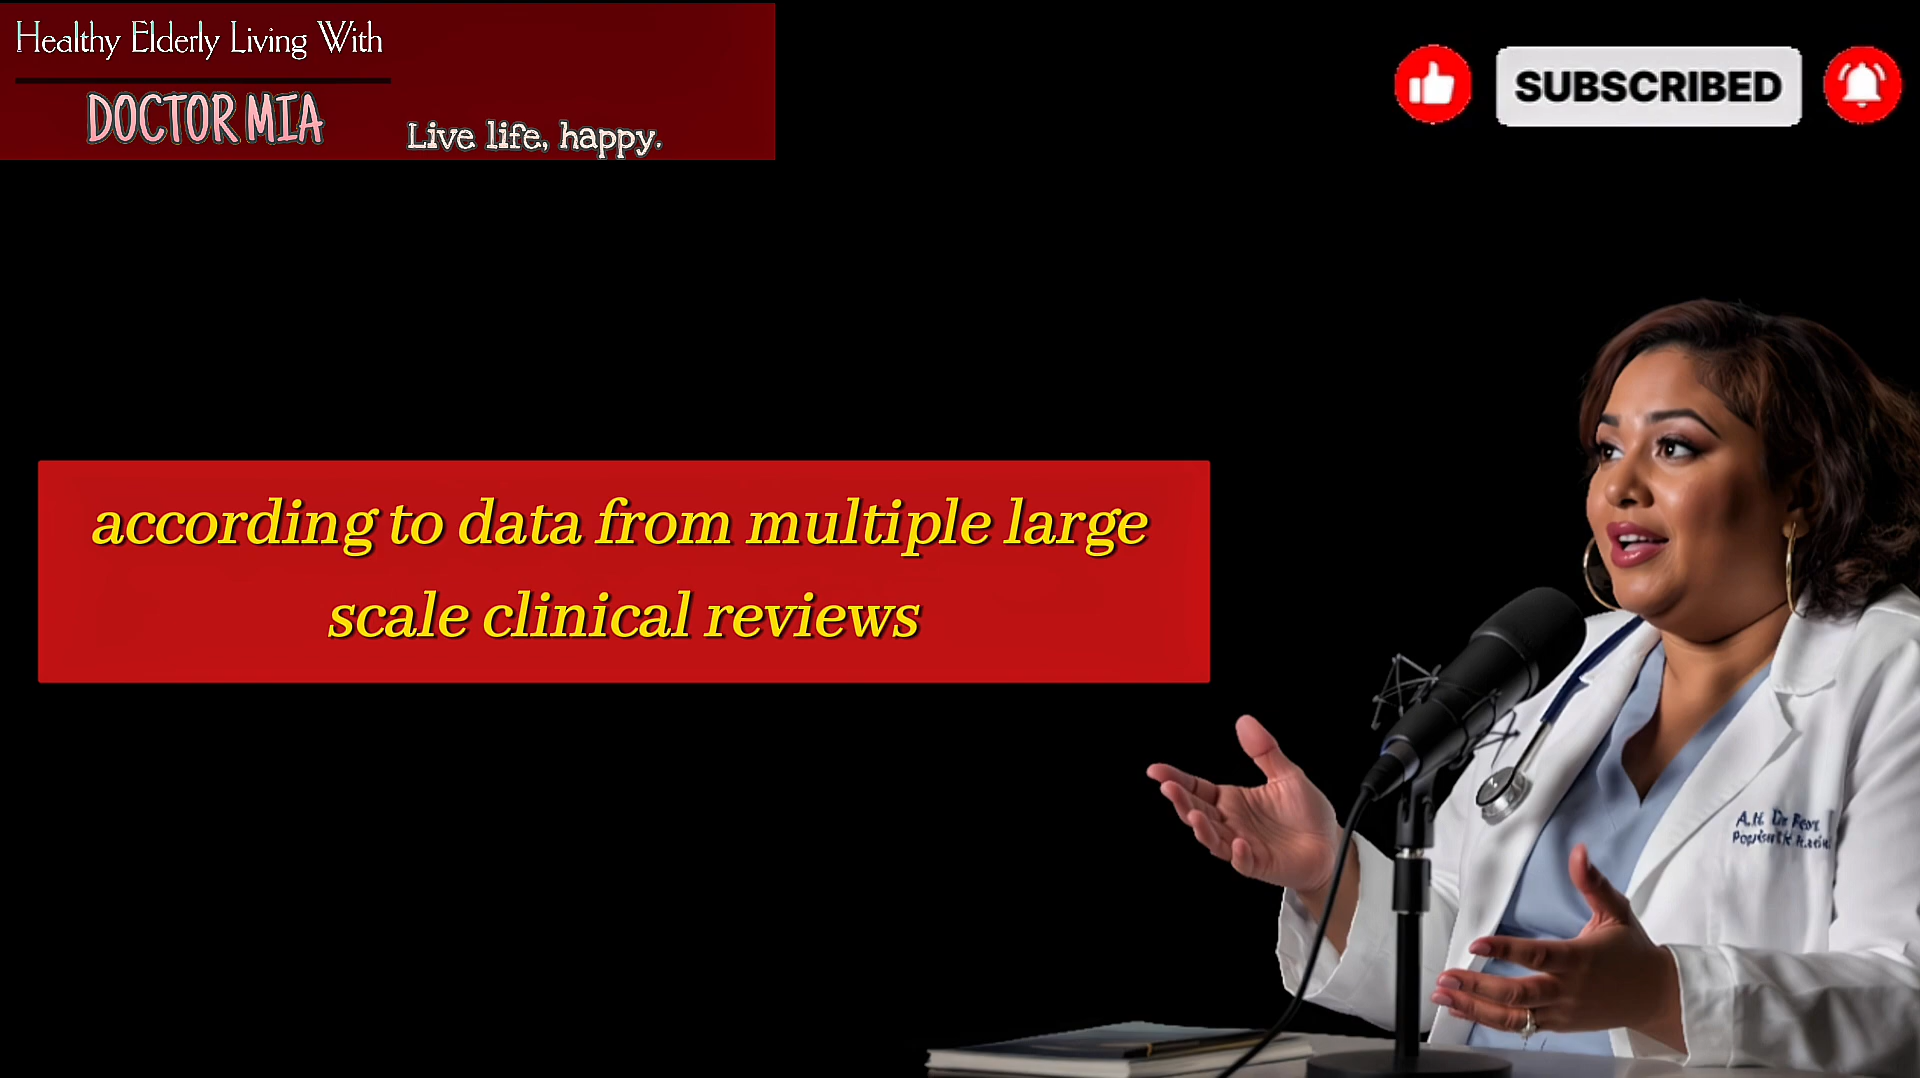 Healthy Elderly Living With
DOCTOR MIA
Live life, happy.
SUBSCRIBED
according to data from multiple large
scale clinical reviews